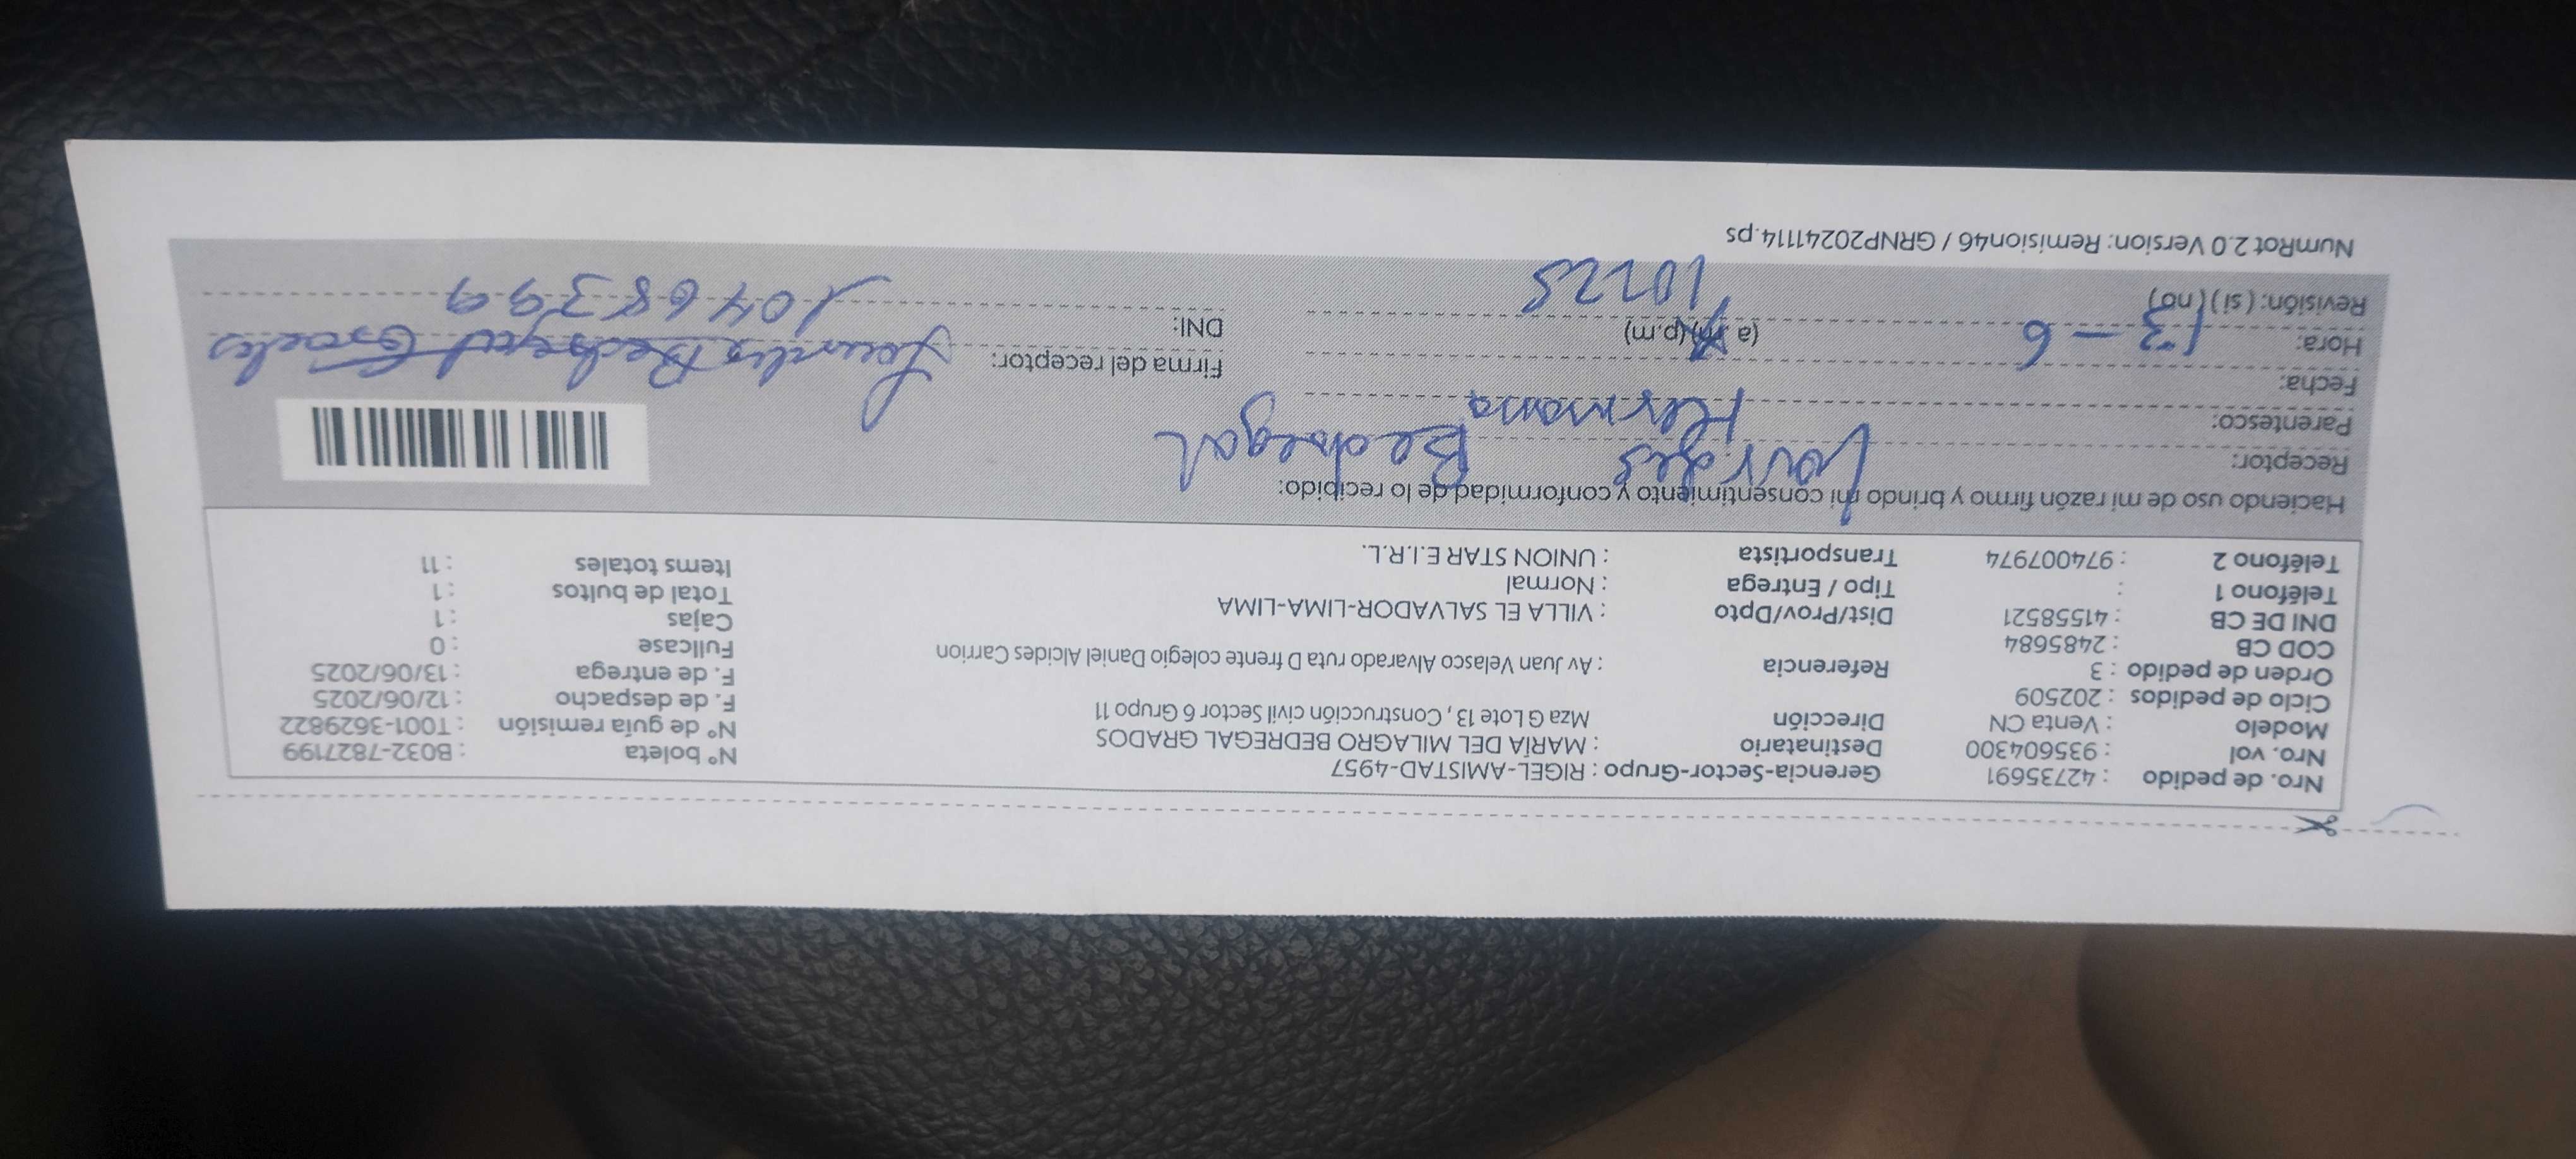 Nro. de pedido : 42735691 Gerencia-Sector-Grupo : RIGEL-AMISTAD-4957 N° boleta : B032-7827199
Nro. vol : 935604300 Destinatario : MARÍA DEL MILAGRO BEDREGAL GRADOS N° de guía remisión : T001-3629822
Modelo : Venta CN Dirección Mza G Lote 13 , Construcción civil Sector 6 Grupo 11 F. de despacho : 12/06/2025
Ciclo de pedidos : 202509 F. de entrega : 13/06/2025
Orden de pedido : 3 Referencia : Av Juan Velasco Alvarado ruta D frente colegio Daniel Alcides Carrion Fullcase : 0
COD CB : 2485684 Cajas : 1
DNI DE CB : 41558521 Dist/Prov/Dpto : VILLA EL SALVADOR-LIMA-LIMA Total de bultos : 1
Teléfono 1 : Tipo / Entrega : Normal Items totales : 11
Teléfono 2 : 974007974 Transportista : UNION STAR E.I.R.L.
Haciendo uso de mi razón firmo y brindo mi consentimiento y conformidad de lo recibido:
Receptor: Lourdes Bedregal
Parentesco: Hermana
Fecha: 13-6 Firma del receptor: Lourdes Bedregal Grados
Hora: (a.m) (p.m) DNI: 10468399
Revisión: ( si ) ( no )
NumRot 2.0 Version: Remision46 / GRNP20241114.ps